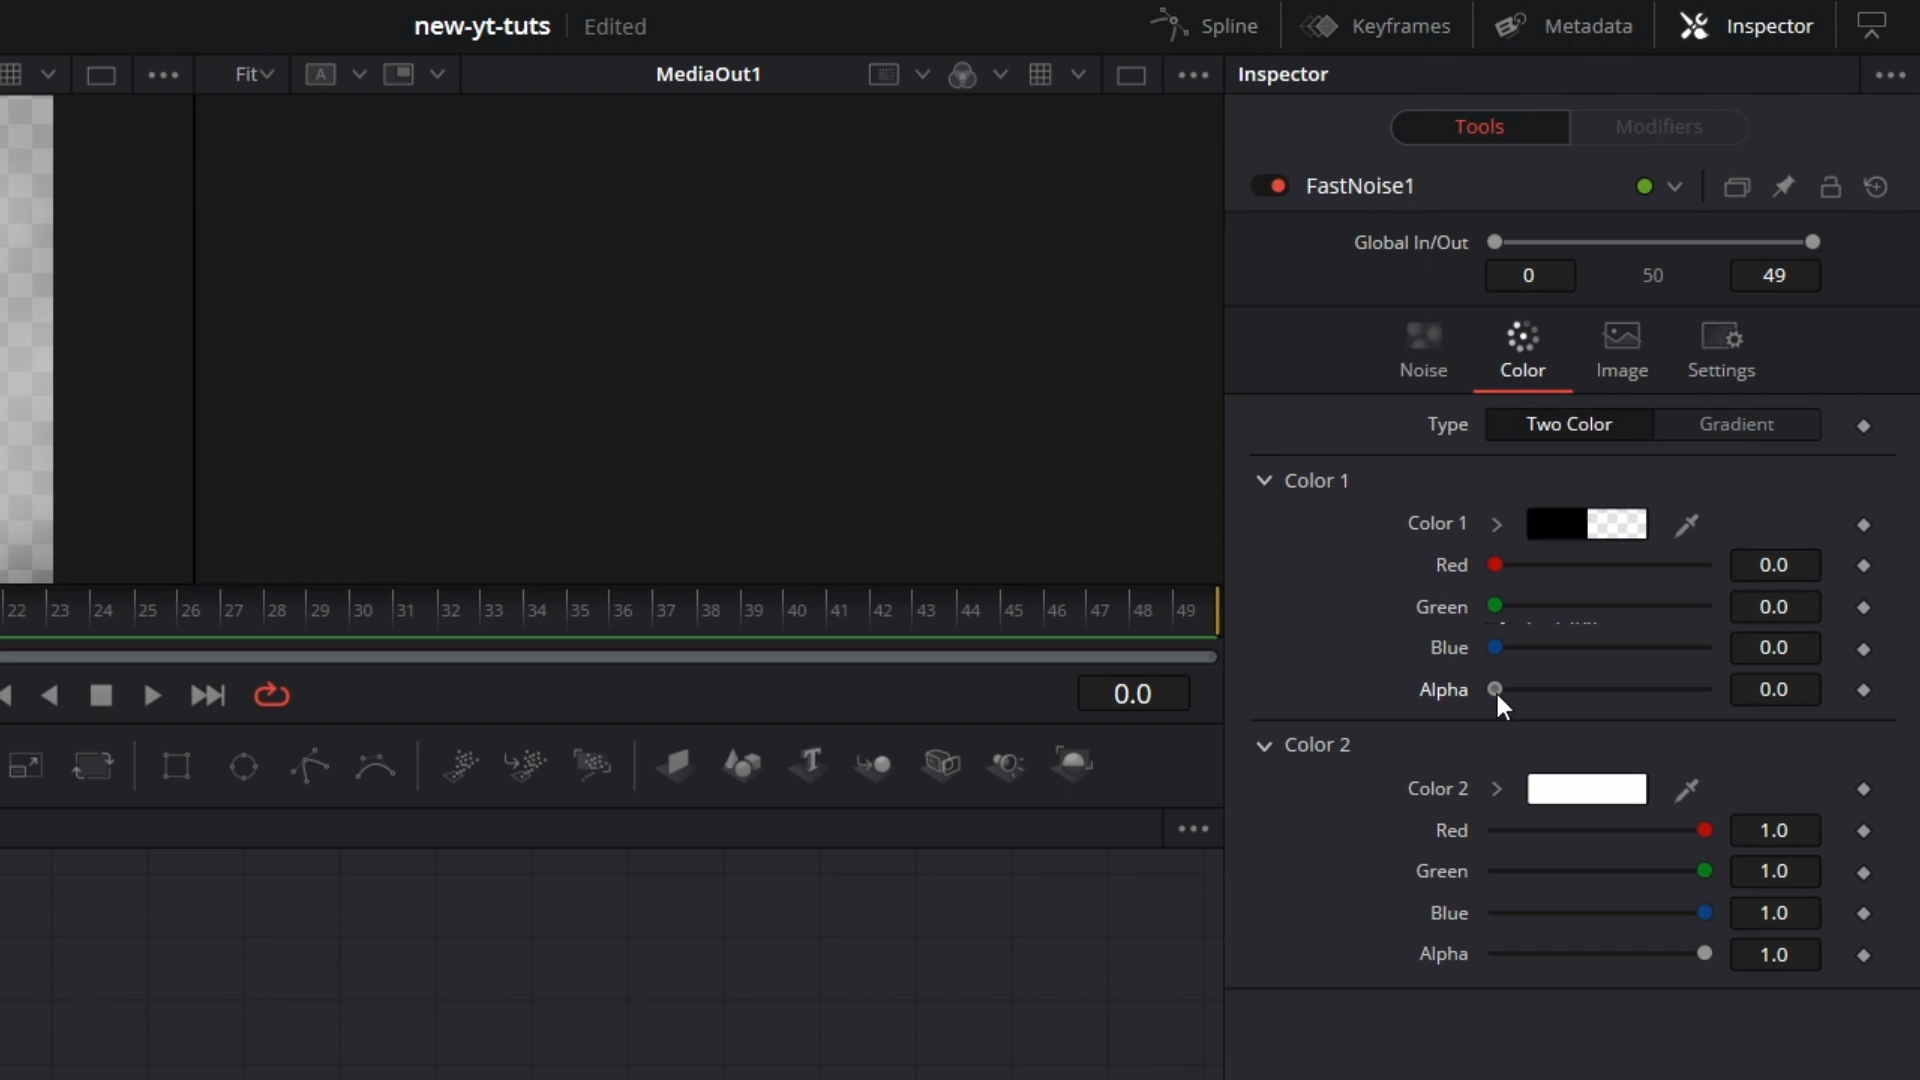 new-yt-tuts Edited
Spline Keyframes Metadata Inspector
Fit A MediaOut1
Inspector
Tools Modifiers
FastNoise1
Global In/Out
0 50 49
Noise Color Image Settings
Type Two Color Gradient
Color 1
Color 1
Red 0.0
Green 0.0
Blue 0.0
Alpha 0.0
22 23 24 25 26 27 28 29 30 31 32 33 34 35 36 37 38 39 40 41 42 43 44 45 46 47 48 49
0.0
T
Color 2
Color 2
Red 1.0
Green 1.0
Blue 1.0
Alpha 1.0